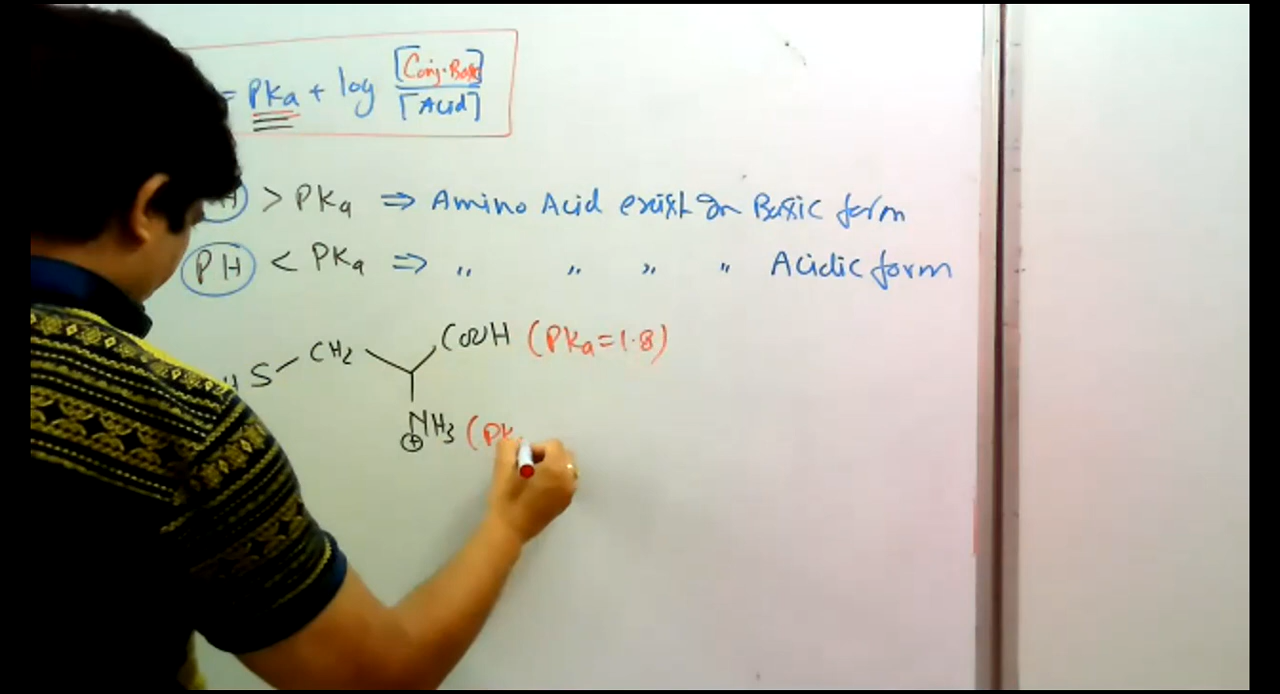 = PKa + log [Conj. Base]
[Acid]
H > PKa ⇒ Amino Acid exist In Basic form
PH < PKa ⇒ " " " " Acidic form
H S CH2 COOH (PKa = 1.8)
⊕ NH3 (PK